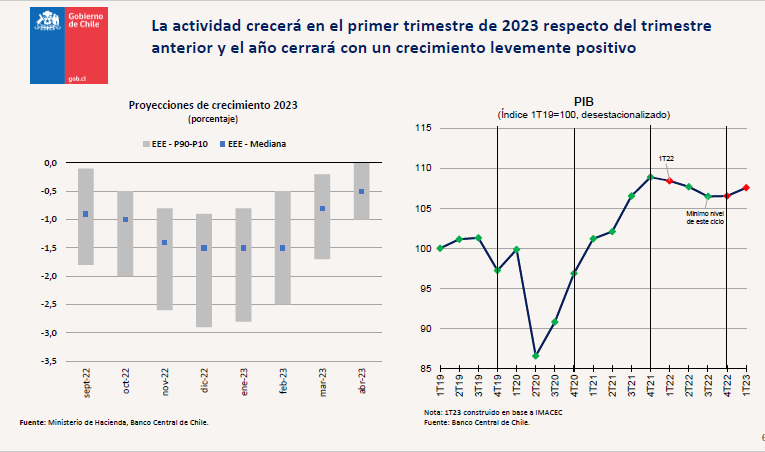 Gobierno
de Chile
gob.cl
La actividad crecerá en el primer trimestre de 2023 respecto del trimestre
anterior y el año cerrará con un crecimiento levemente positivo
Proyecciones de crecimiento 2023
(porcentaje)
EEE - P90-P10 EEE - Mediana
0,0
-0,5
-1,0
-1,5
-2,0
-2,5
-3,0
-3,5
sept-22 oct-22 nov-22 dic-22 ene-23 feb-23 mar-23 abr-23
Fuente: Ministerio de Hacienda, Banco Central de Chile.
PIB
(Índice 1T19=100, desestacionalizado)
115
110
105
100
95
90
85
1T22
Mínimo nivel
de este ciclo
1T19 2T19 3T19 4T19 1T20 2T20 3T20 4T20 1T21 2T21 3T21 4T21 1T22 2T22 3T22 4T22 1T23
Nota: 1T23 construido en base a IMACEC
Fuente: Banco Central de Chile.
6